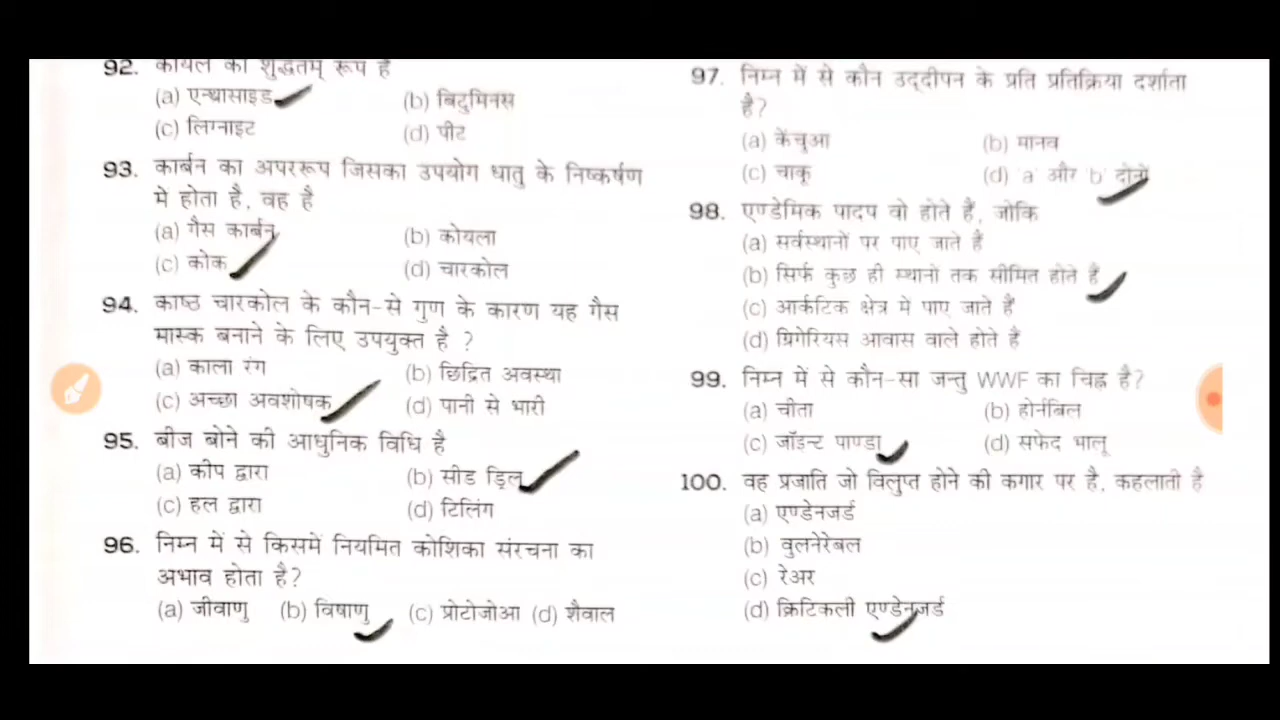 92. कोयले का शुद्धतम् रूप है
(a) एन्थ्रासाइड (b) बिटुमिनस
(c) लिग्नाइट (d) पीट
93. कार्बन का अपररूप जिसका उपयोग धातु के निष्कर्षण
में होता है, वह है
(a) गैस कार्बन (b) कोयला
(c) कोक (d) चारकोल
94. काष्ठ चारकोल के कौन-से गुण के कारण यह गैस
मास्क बनाने के लिए उपयुक्त है ?
(a) काला रंग (b) छिद्रित अवस्था
(c) अच्छा अवशोषक (d) पानी से भारी
95. बीज बोने की आधुनिक विधि है
(a) कीप द्वारा (b) सीड ड्रिल
(c) हल द्वारा (d) टिलिंग
96. निम्न में से किसमें नियमित कोशिका संरचना का
अभाव होता है?
(a) जीवाणु (b) विषाणु (c) प्रोटोजोआ (d) शैवाल
97. निम्न में से कौन उद्दीपन के प्रति प्रतिक्रिया दर्शाता
है?
(a) केंचुआ (b) मानव
(c) चाकू (d) 'a' और 'b' दोनों
98. एण्डेमिक पादप वो होते हैं, जोकि
(a) सर्वस्थानों पर पाए जाते हैं
(b) सिर्फ कुछ ही स्थानों तक सीमित होते हैं
(c) आर्कटिक क्षेत्र में पाए जाते हैं
(d) ग्रिगेरियस आवास वाले होते हैं
99. निम्न में से कौन-सा जन्तु WWF का चिह्न है?
(a) चीता (b) होर्नबिल
(c) जॉइन्ट पाण्डा (d) सफेद भालू
100. वह प्रजाति जो विलुप्त होने की कगार पर है, कहलाती है
(a) एण्डेनजर्ड
(b) वुलनेरेबल
(c) रेअर
(d) क्रिटिकली एण्डेनजर्ड